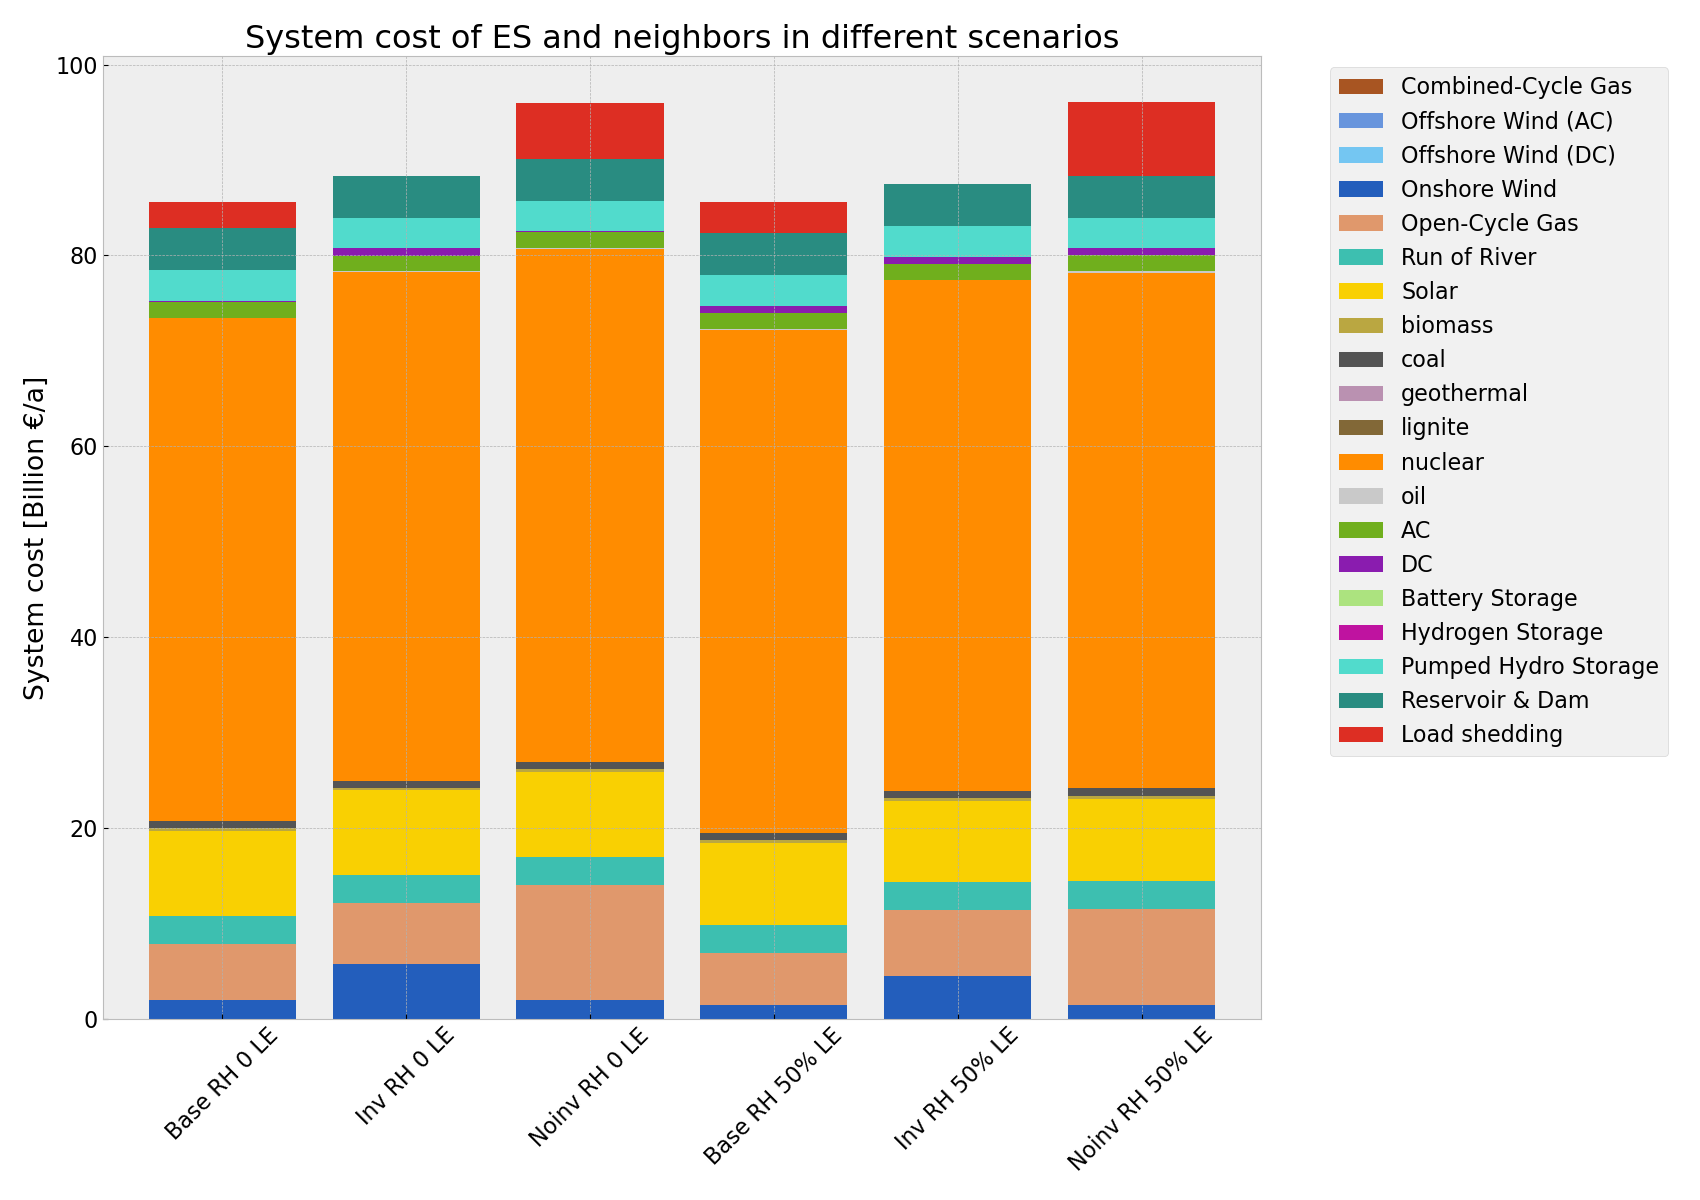 System cost of ES and neighbors in different scenarios
System cost [Billion €/a]
100
80
60
40
20
0
Base RH 0 LE
Inv RH 0 LE
Noinv RH 0 LE
Base RH 50% LE
Inv RH 50% LE
Noinv RH 50% LE
Combined-Cycle Gas
Offshore Wind (AC)
Offshore Wind (DC)
Onshore Wind
Open-Cycle Gas
Run of River
Solar
biomass
coal
geothermal
lignite
nuclear
oil
AC
DC
Battery Storage
Hydrogen Storage
Pumped Hydro Storage
Reservoir & Dam
Load shedding